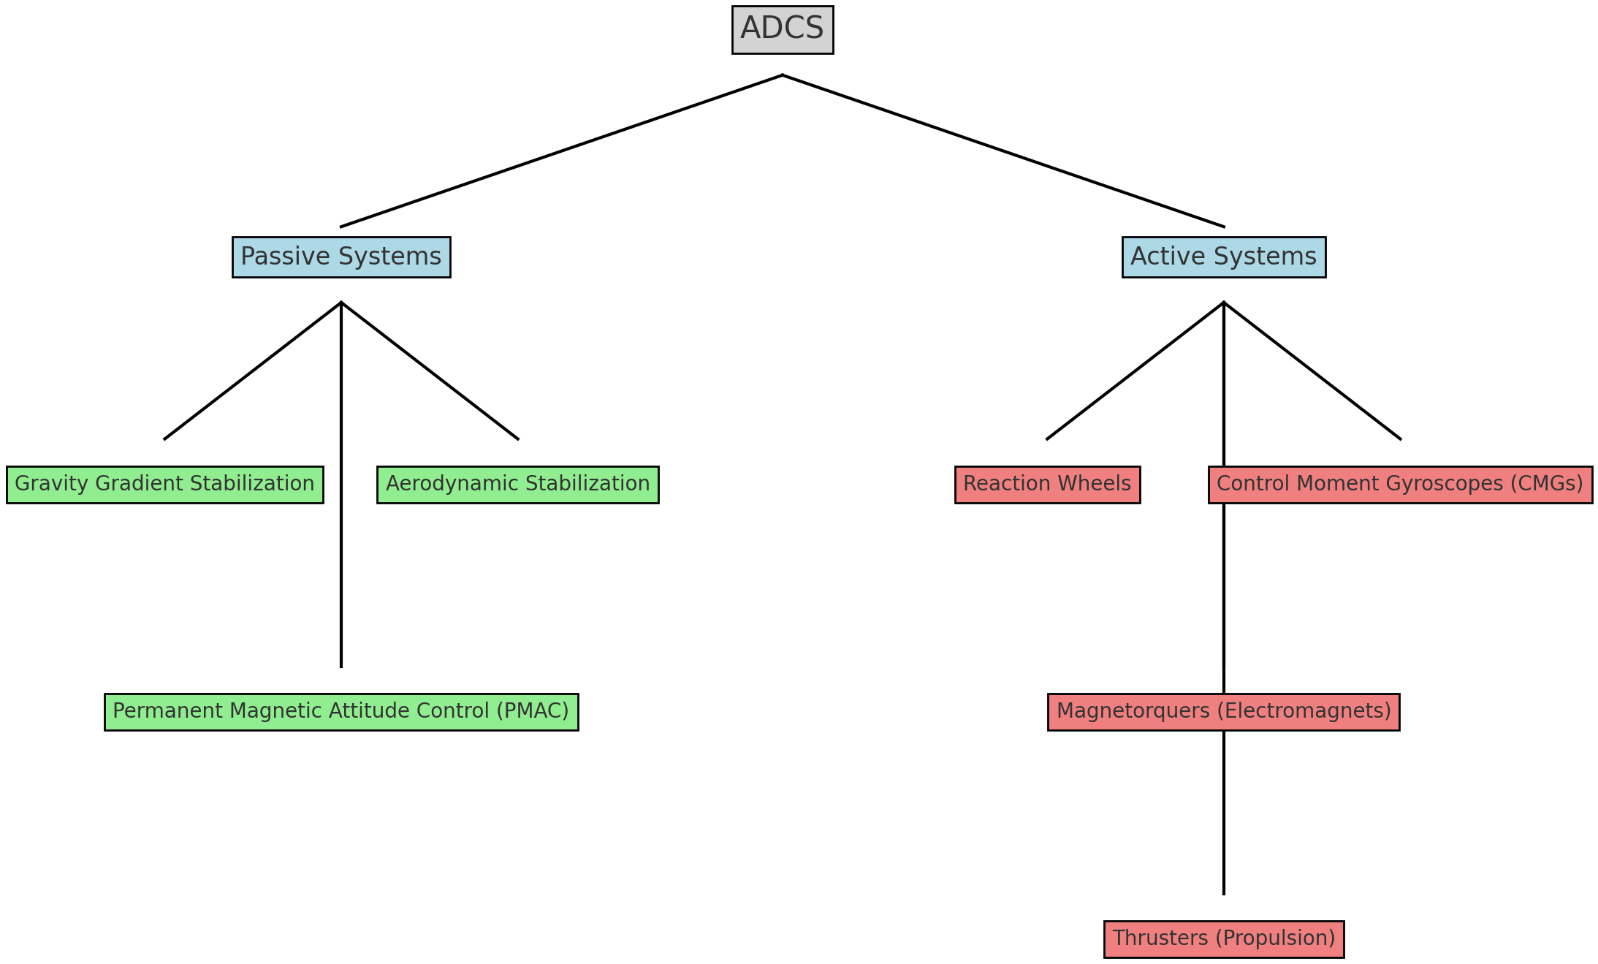 ADCS
Passive Systems
Active Systems
Gravity Gradient Stabilization
Aerodynamic Stabilization
Reaction Wheels
Control Moment Gyroscopes (CMGs)
Permanent Magnetic Attitude Control (PMAC)
Magnetorquers (Electromagnets)
Thrusters (Propulsion)